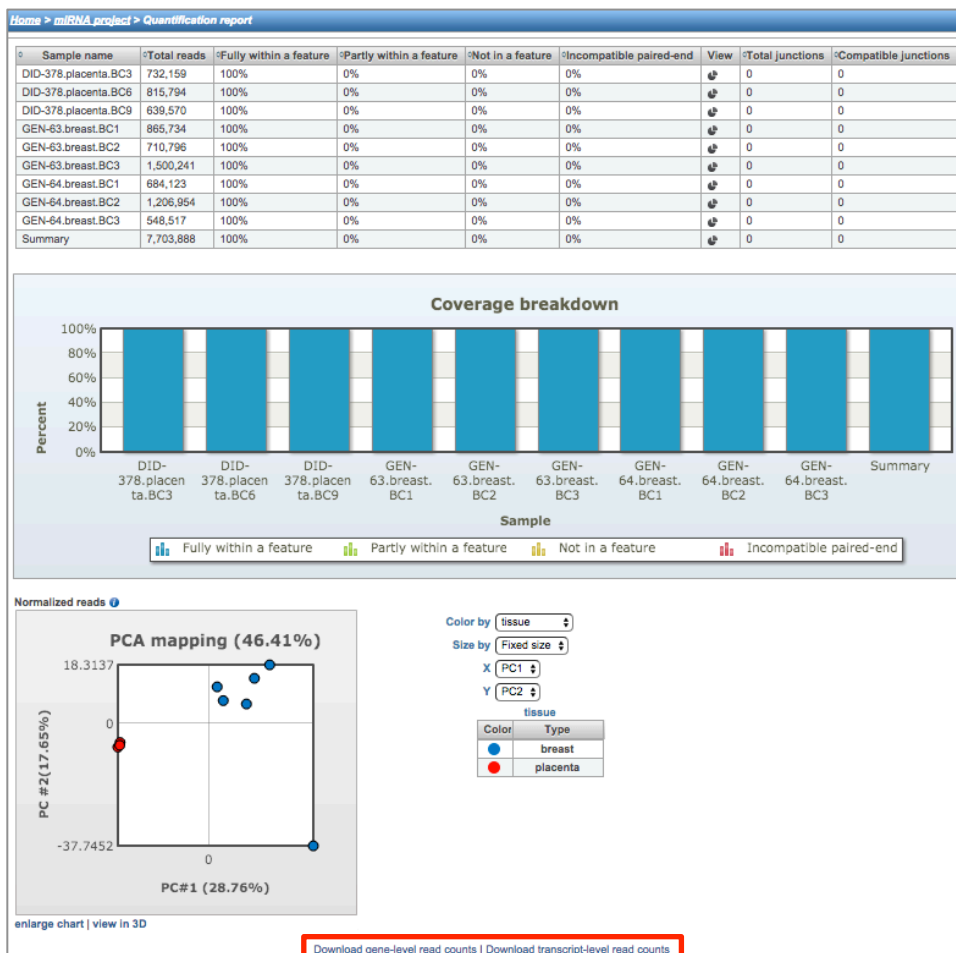 Home > miRNA project > Quantification report
Sample name Total reads Fully within a feature Partly within a feature Not in a feature Incompatible paired-end View Total junctions Compatible junctions
DID-378.placenta.BC3 732,159 100% 0% 0% 0% 0 0
DID-378.placenta.BC6 815,794 100% 0% 0% 0% 0 0
DID-378.placenta.BC9 639,570 100% 0% 0% 0% 0 0
GEN-63.breast.BC1 865,734 100% 0% 0% 0% 0 0
GEN-63.breast.BC2 710,796 100% 0% 0% 0% 0 0
GEN-63.breast.BC3 1,500,241 100% 0% 0% 0% 0 0
GEN-64.breast.BC1 684,123 100% 0% 0% 0% 0 0
GEN-64.breast.BC2 1,206,954 100% 0% 0% 0% 0 0
GEN-64.breast.BC3 548,517 100% 0% 0% 0% 0 0
Summary 7,703,888 100% 0% 0% 0% 0 0
Coverage breakdown
100%
80%
60%
40%
20%
0%
Percent
DID- DID- DID- GEN- GEN- GEN- GEN- GEN- GEN- Summary
378.placen 378.placen 378.placen 63.breast. 63.breast. 63.breast. 64.breast. 64.breast. 64.breast.
ta.BC3 ta.BC6 ta.BC9 BC1 BC2 BC3 BC1 BC2 BC3
Sample
Fully within a feature Partly within a feature Not in a feature Incompatible paired-end
Normalized reads
PCA mapping (46.41%)
18.3137
0
-37.7452
PC #2(17.65%)
0
PC#1 (28.76%)
Color by tissue
Size by Fixed size
X PC1
Y PC2
tissue
Color Type
breast
placenta
enlarge chart | view in 3D
Download gene-level read counts | Download transcript-level read counts